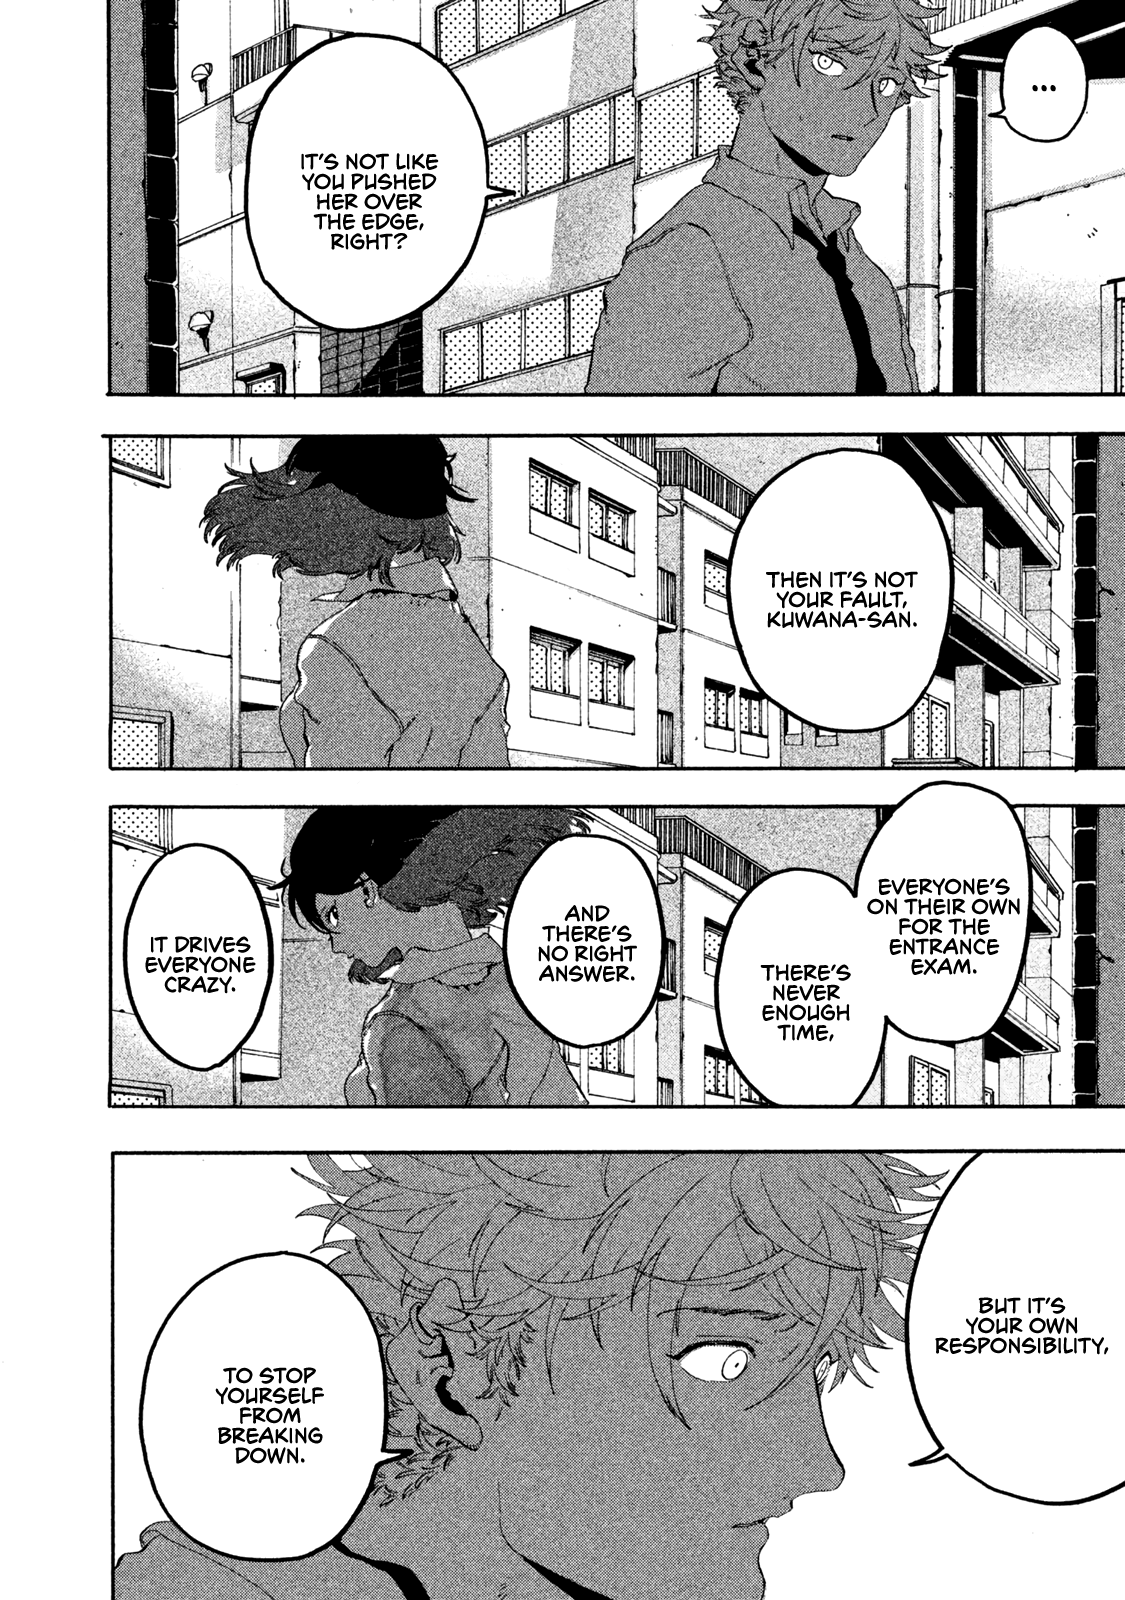 ...
IT'S NOT LIKE
YOU PUSHED
HER OVER
THE EDGE,
RIGHT?
THEN IT'S NOT
YOUR FAULT,
KUWANA-SAN.
EVERYONE'S
ON THEIR OWN
FOR THE
ENTRANCE
EXAM.
THERE'S
NEVER
ENOUGH
TIME,
AND
THERE'S
NO RIGHT
ANSWER.
IT DRIVES
EVERYONE
CRAZY.
BUT IT'S
YOUR OWN
RESPONSIBILITY,
TO STOP
YOURSELF
FROM
BREAKING
DOWN.